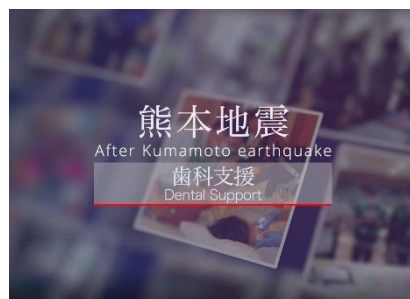 熊本地震
After Kumamoto earthquake
歯科支援
Dental Support